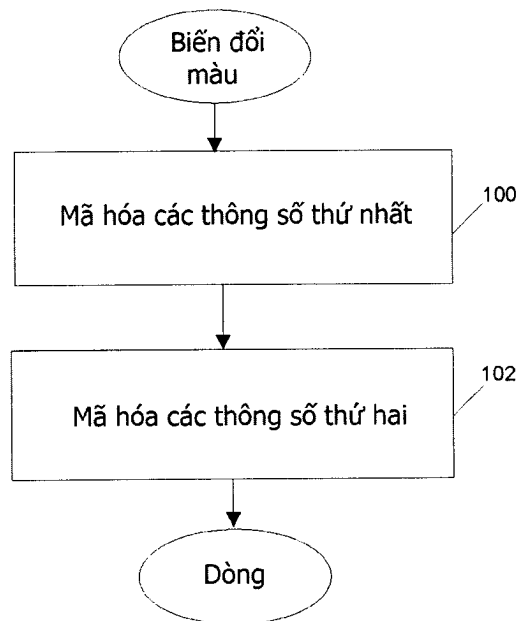 Biến đổi
màu
Mã hóa các thông số thứ nhất
100
Mã hóa các thông số thứ hai
102
Dòng